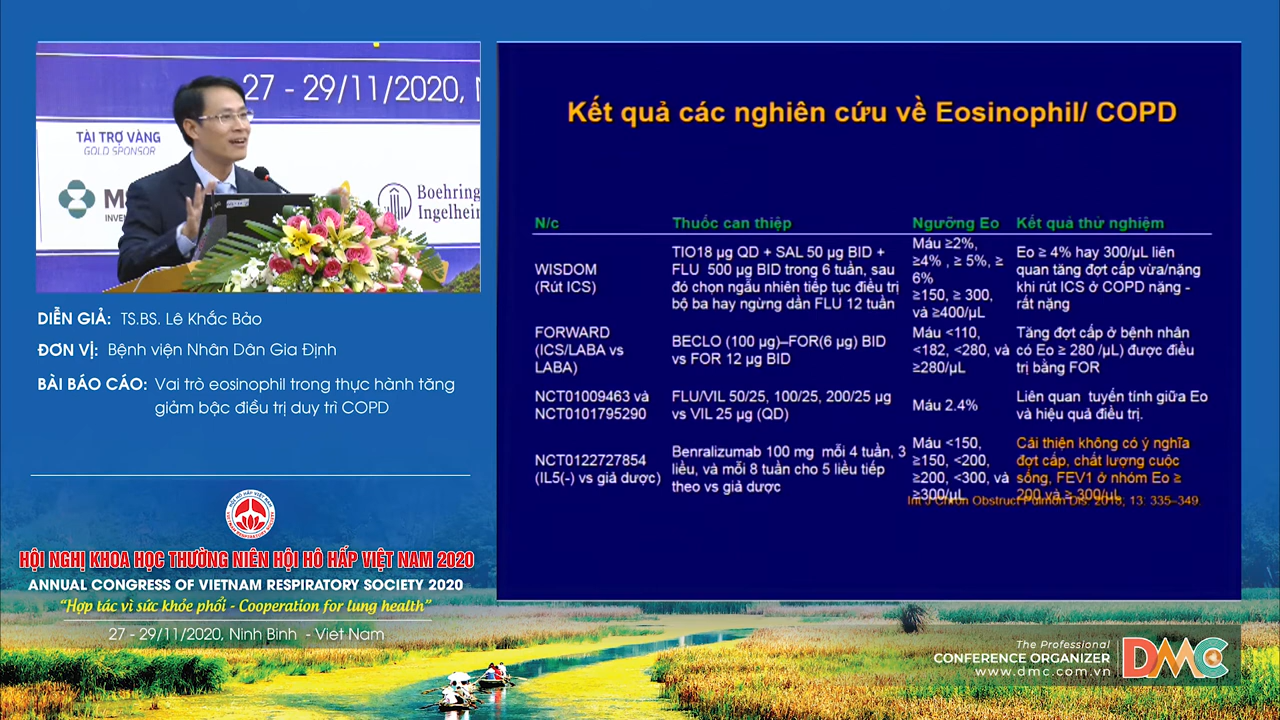 27 - 29/11/2020, N
TÀI TRỢ VÀNG
GOLD SPONSOR
Boehring
Ingelheim
DIỄN GIẢ: TS.BS. Lê Khắc Bảo
ĐƠN VỊ: Bệnh viện Nhân Dân Gia Định
BÀI BÁO CÁO: Vai trò eosinophil trong thực hành tăng
giảm bậc điều trị duy trì COPD
HỘI NGHỊ KHOA HỌC THƯỜNG NIÊN HỘI HÔ HẤP VIỆT NAM 2020
ANNUAL CONGRESS OF VIETNAM RESPIRATORY SOCIETY 2020
“Hợp tác vì sức khỏe phổi - Cooperation for lung health”
27 - 29/11/2020, Ninh Binh - Viet Nam
Kết quả các nghiên cứu về Eosinophil/ COPD
N/c Thuốc can thiệp Ngưỡng Eo Kết quả thử nghiệm
WISDOM
(Rút ICS)
TIO18 µg QD + SAL 50 µg BID +
FLU 500 µg BID trong 6 tuần, sau
đó chọn ngẫu nhiên tiếp tục điều trị
bộ ba hay ngừng dần FLU 12 tuần
Máu ≥2%,
≥4% , ≥ 5%, ≥
6%
≥150, ≥ 300,
và ≥400/µL
Eo ≥ 4% hay 300/µL liên
quan tăng đợt cấp vừa/nặng
khi rút ICS ở COPD nặng -
rất nặng
FORWARD
(ICS/LABA vs
LABA)
BECLO (100 µg)–FOR(6 µg) BID
vs FOR 12 µg BID
Máu <110,
<182, <280, và
≥280/µL
Tăng đợt cấp ở bệnh nhân
có Eo ≥ 280 /µL) được điều
trị bằng FOR
NCT01009463 và
NCT0101795290
FLU/VIL 50/25, 100/25, 200/25 µg
vs VIL 25 µg (QD)
Máu 2.4%
Liên quan tuyến tính giữa Eo
và hiệu quả điều trị.
NCT0122727854
(IL5(-) vs giả dược)
Benralizumab 100 mg mỗi 4 tuần, 3
liều, và mỗi 8 tuần cho 5 liều tiếp
theo vs giả dược
Máu <150,
≥150, <200,
≥200, <300, và
≥300/µL
Cải thiện không có ý nghĩa
đợt cấp, chất lượng cuộc
sống, FEV1 ở nhóm Eo ≥
200 và ≥ 300/µL
Int J Chron Obstruct Pulmon Dis. 2018; 13: 335–349.
The Professional
CONFERENCE ORGANIZER
www.dmc.com.vn
DMC